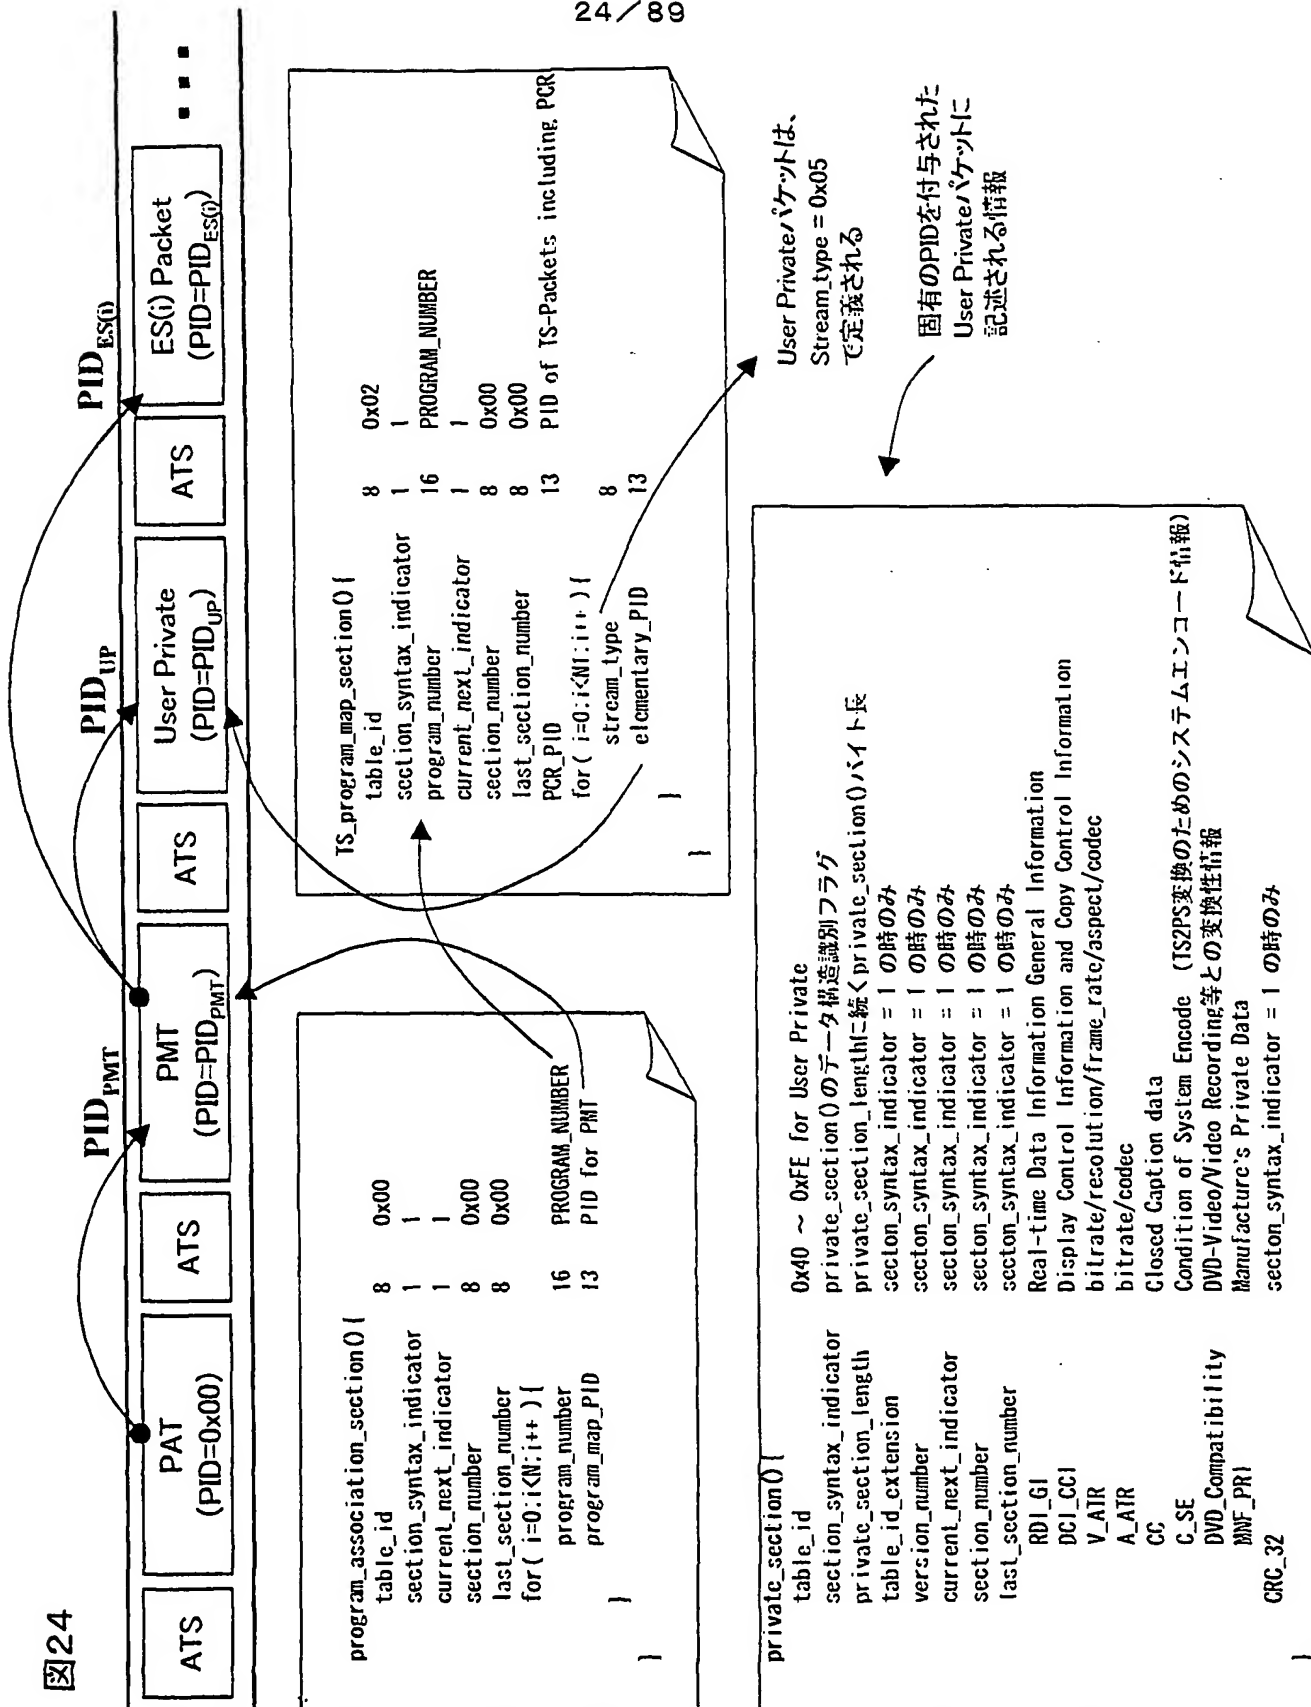 24/89
図24
PID_PMT
PID_UP
PID_ES(i)
ATS
PAT
(PID=0x00)
ATS
PMT
(PID=PID_PMT)
ATS
User Private
(PID=PID_UP)
ATS
ES(i) Packet
(PID=PID_ES(i))
program_association_section(){
table_id 8 0x00
section_syntax_indicator 1 1
current_next_indicator 1 1
section_number 8 0x00
last_section_number 8 0x00
for( i=0;i<N;i++ ){
program_number 16 PROGRAM_NUMBER
program_map_PID 13 PID for PMT
}
TS_program_map_section(){
table_id 8 0x02
section_syntax_indicator 1 1
program_number 16 PROGRAM_NUMBER
current_next_indicator 1 1
section_number 8 0x00
last_section_number 8 0x00
PCR_PID 13 PID of TS-Packets including PCR
for( i=0;i<N1;i++ ){
stream_type 8
elementary_PID 13
}
}
User Privateパケットは、
Stream_type = 0x05
で定義される
private_section(){
table_id 0x40 ~ 0xFE for User Private
section_syntax_indicator private_section()のデータ構造識別フラグ
private_section_length private_section_lengthに続くprivate_section()バイト長
table_id_extension secton_syntax_indicator = 1 の時のみ
version_number secton_syntax_indicator = 1 の時のみ
current_next_indicator secton_syntax_indicator = 1 の時のみ
section_number secton_syntax_indicator = 1 の時のみ
last_section_number secton_syntax_indicator = 1 の時のみ
RDI_GI Real-time Data Information General Information
DCI_CCI Display Control Information and Copy Control Information
V_ATR bitrate/resolution/frame_rate/aspect/codec
A_ATR bitrate/codec
CC Closed Caption data
C_SE Condition of System Encode (TS2PS変換のためのシステムエンコード情報)
DVD_Compatibility DVD-Video/Video Recording等との変換性情報
MNF_PRI Manufacture's Private Data
CRC_32 secton_syntax_indicator = 1 の時のみ
}
固有のPIDを付与された
User Privateパケットに
記述される情報